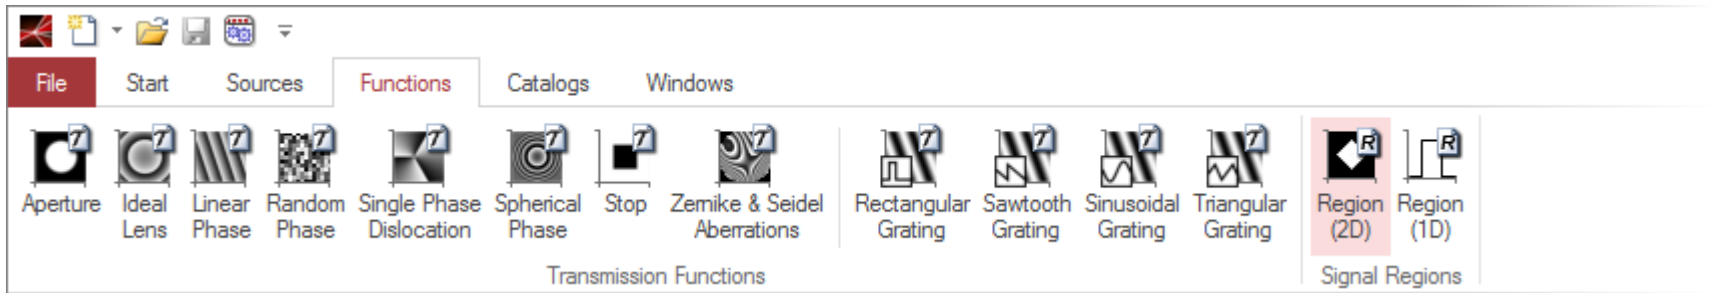 File Start Sources Functions Catalogs Windows
T T T T T T T T T T T T R R
Aperture Ideal Linear Random Single Phase Spherical Stop Zernike & Seidel Rectangular Sawtooth Sinusoidal Triangular Region Region
Lens Phase Phase Dislocation Phase Aberrations Grating Grating Grating Grating (2D) (1D)
Transmission Functions Signal Regions